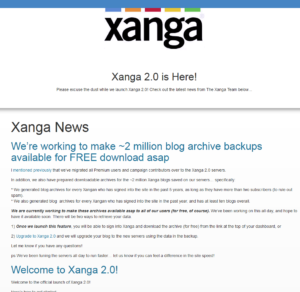 xanga
Xanga 2.0 is Here!
Please excuse the dust while we launch Xanga 2.0! Check out the latest news from The Xanga Team below.
Xanga News
We're working to make ~2 million blog archive backups
available for FREE download asap
I mentioned previously that we've migrated all Premium users and campaign contributors over to the Xanga 2.0 servers.
In addition, we also have prepared downloadable archives for the ~2 million Xanga blogs saved on our servers... specifically:
* We generated blog archives for every Xangan who has signed into the site in the past 5 years, as long as they have more than two subscribers (to rule out
spam).
* We also generated blog archives for every Xangan who has signed into the site in the past year, and has at least ten blogs overall.
We are currently working to make these archives available asap to all of our users (for free, of course). We've been working on this all day, and hope to
have it available soon. There will be two ways to retrieve your data:
1) Once we launch this feature, you will be able to sign into Xanga and download the archive (for free) from the link at the top of your dashboard, or
2) Upgrade to Xanga 2.0 and we will upgrade your blog to the new servers using the data in the backup.
Let me know if you have any questions!
ps We've been tuning the servers all day to run faster... let us know if you can feel a difference in the site speed?
Welcome to Xanga 2.0!
Welcome to the official launch of Xanga 2.0!